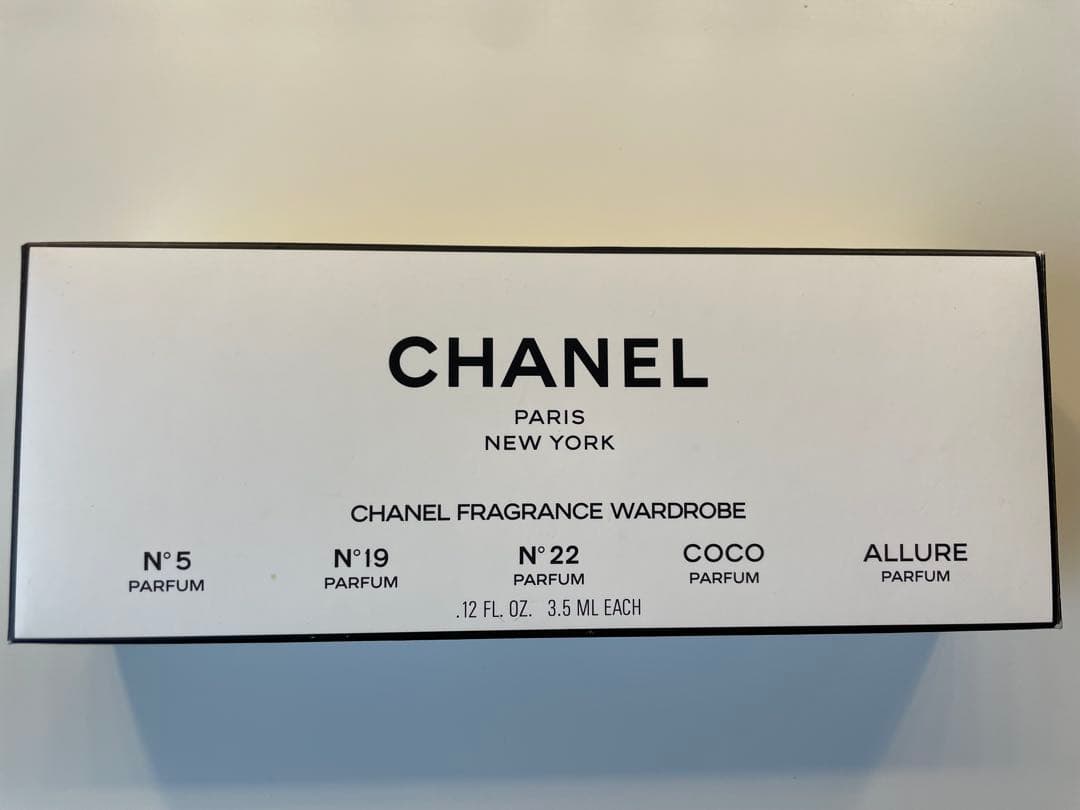 CHANEL
PARIS
NEW YORK
CHANEL FRAGRANCE WARDROBE
N°5 N°19 N°22 COCO ALLURE
PARFUM PARFUM PARFUM PARFUM PARFUM
.12 FL. OZ. 3.5 ML EACH